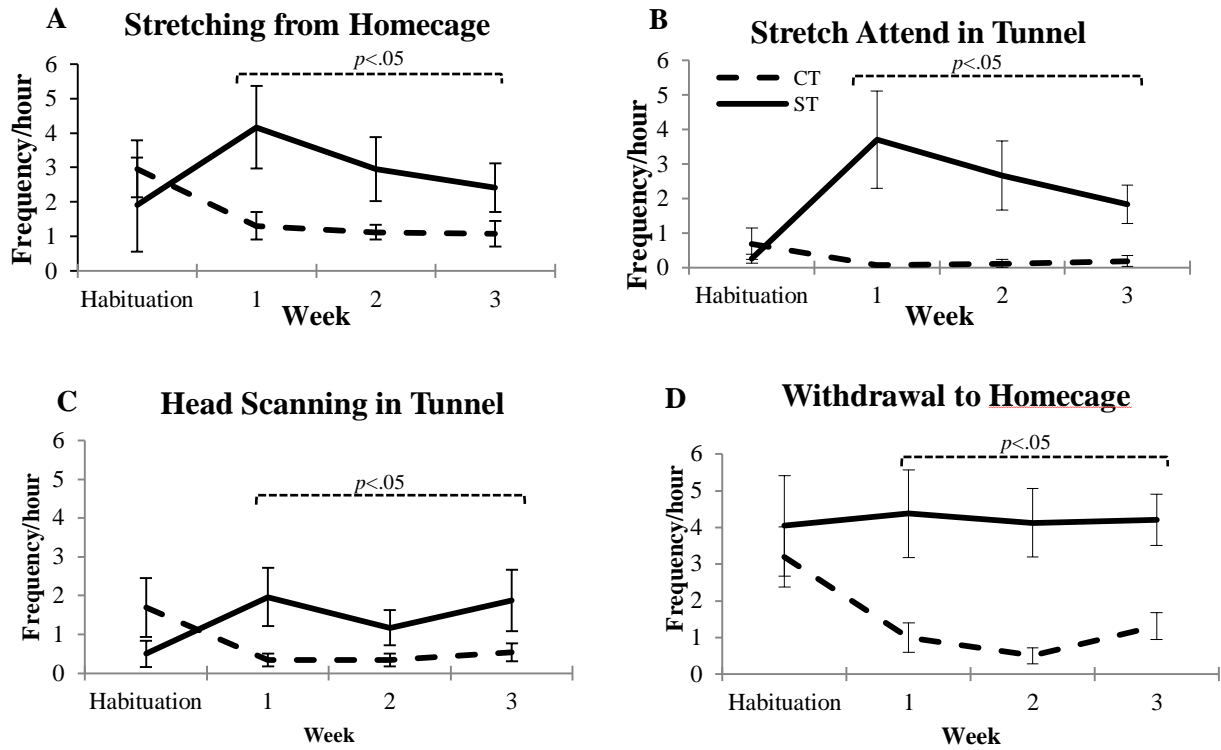 A
Stretching from Homecage
p<.05
6
5
4
3
2
1
0
Frequency/hour
Habituation 1 2 3
Week
B
Stretch Attend in Tunnel
p<.05
CT
ST
6
5
4
3
2
1
0
Frequency/hour
Habituation 1 2 3
Week
C
Head Scanning in Tunnel
p<.05
6
5
4
3
2
1
0
Frequency/hour
Habituation 1 2 3
Week
D
Withdrawal to Homecage
p<.05
6
5
4
3
2
1
0
Frequency/hour
Habituation 1 2 3
Week